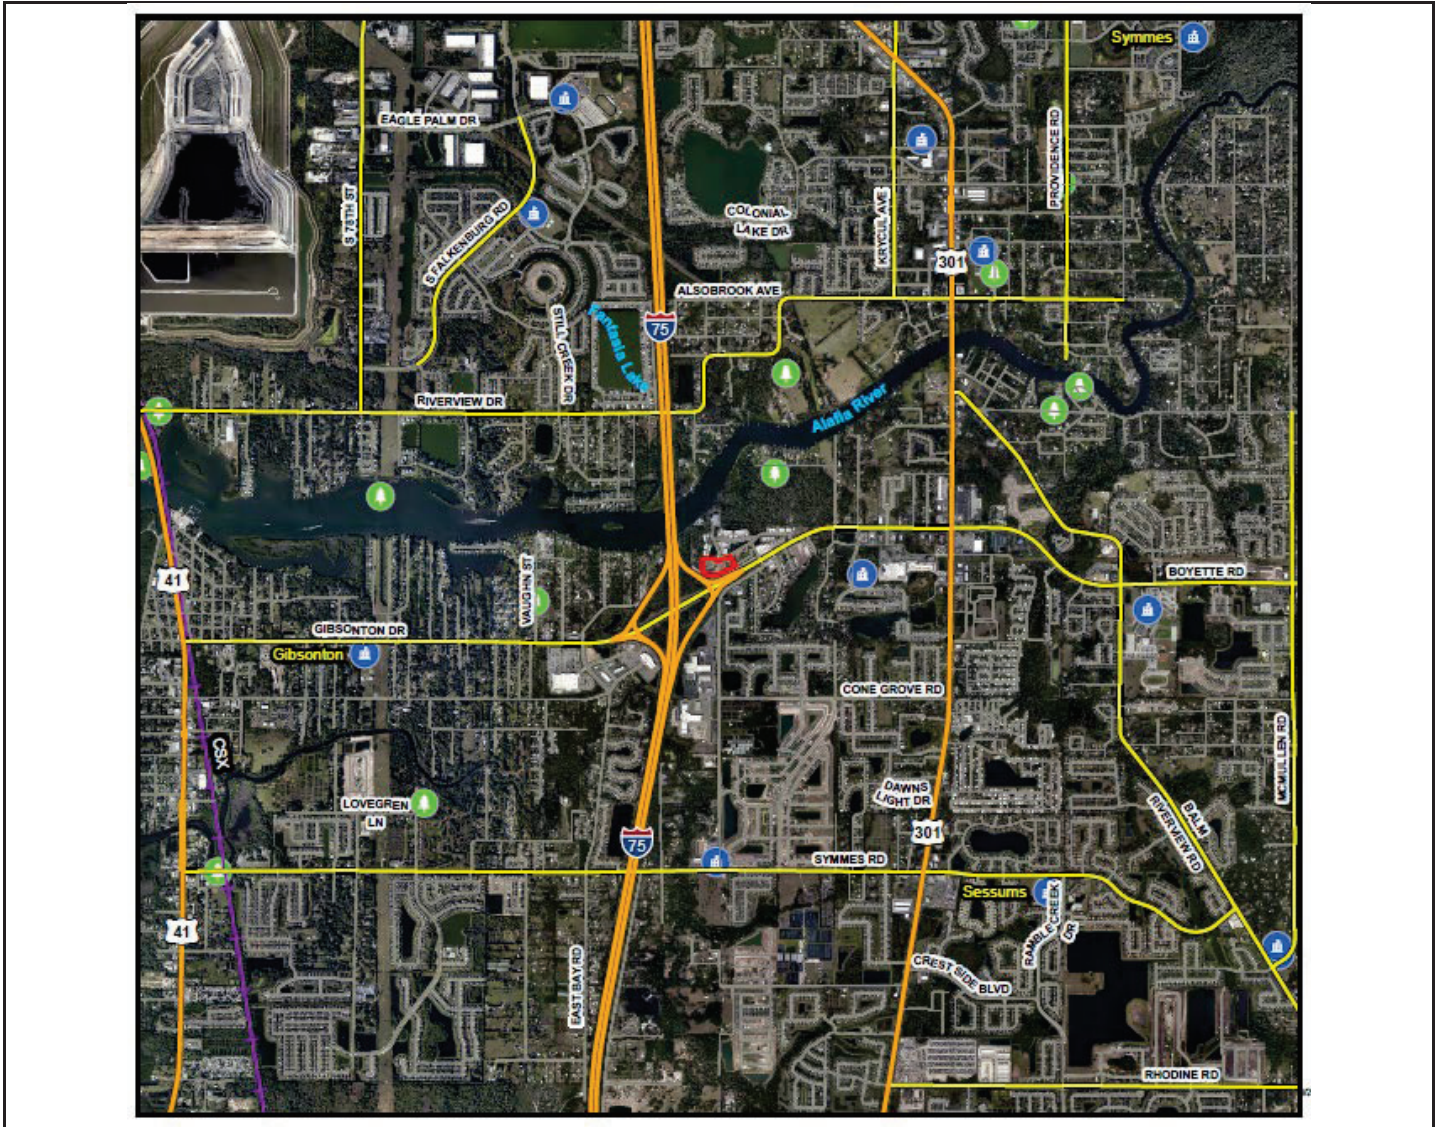 Symmes
EAGLE PALM DR
PROVIDENCE RD
S 78TH ST
S FALKENBURG RD
COLONIAL
LAKE DR
KRYCUL AVE
301
ALSOBROOK AVE
STILL CREEK DR
Fantasia Lake
75
RIVERVIEW DR
Alafia River
41
VAUGHN ST
BOYETTE RD
GIBSONTON DR
Gibsonton
CONE GROVE RD
MCMULLEN RD
CSX
DAWNS
LIGHT DR
LOVEGREN
LN
BALM
RIVERVIEW RD
301
75
SYMMES RD
Sessums
RAMBLE CREEK
DR
41
EAST BAY RD
CREST SIDE BLVD
RHODINE RD